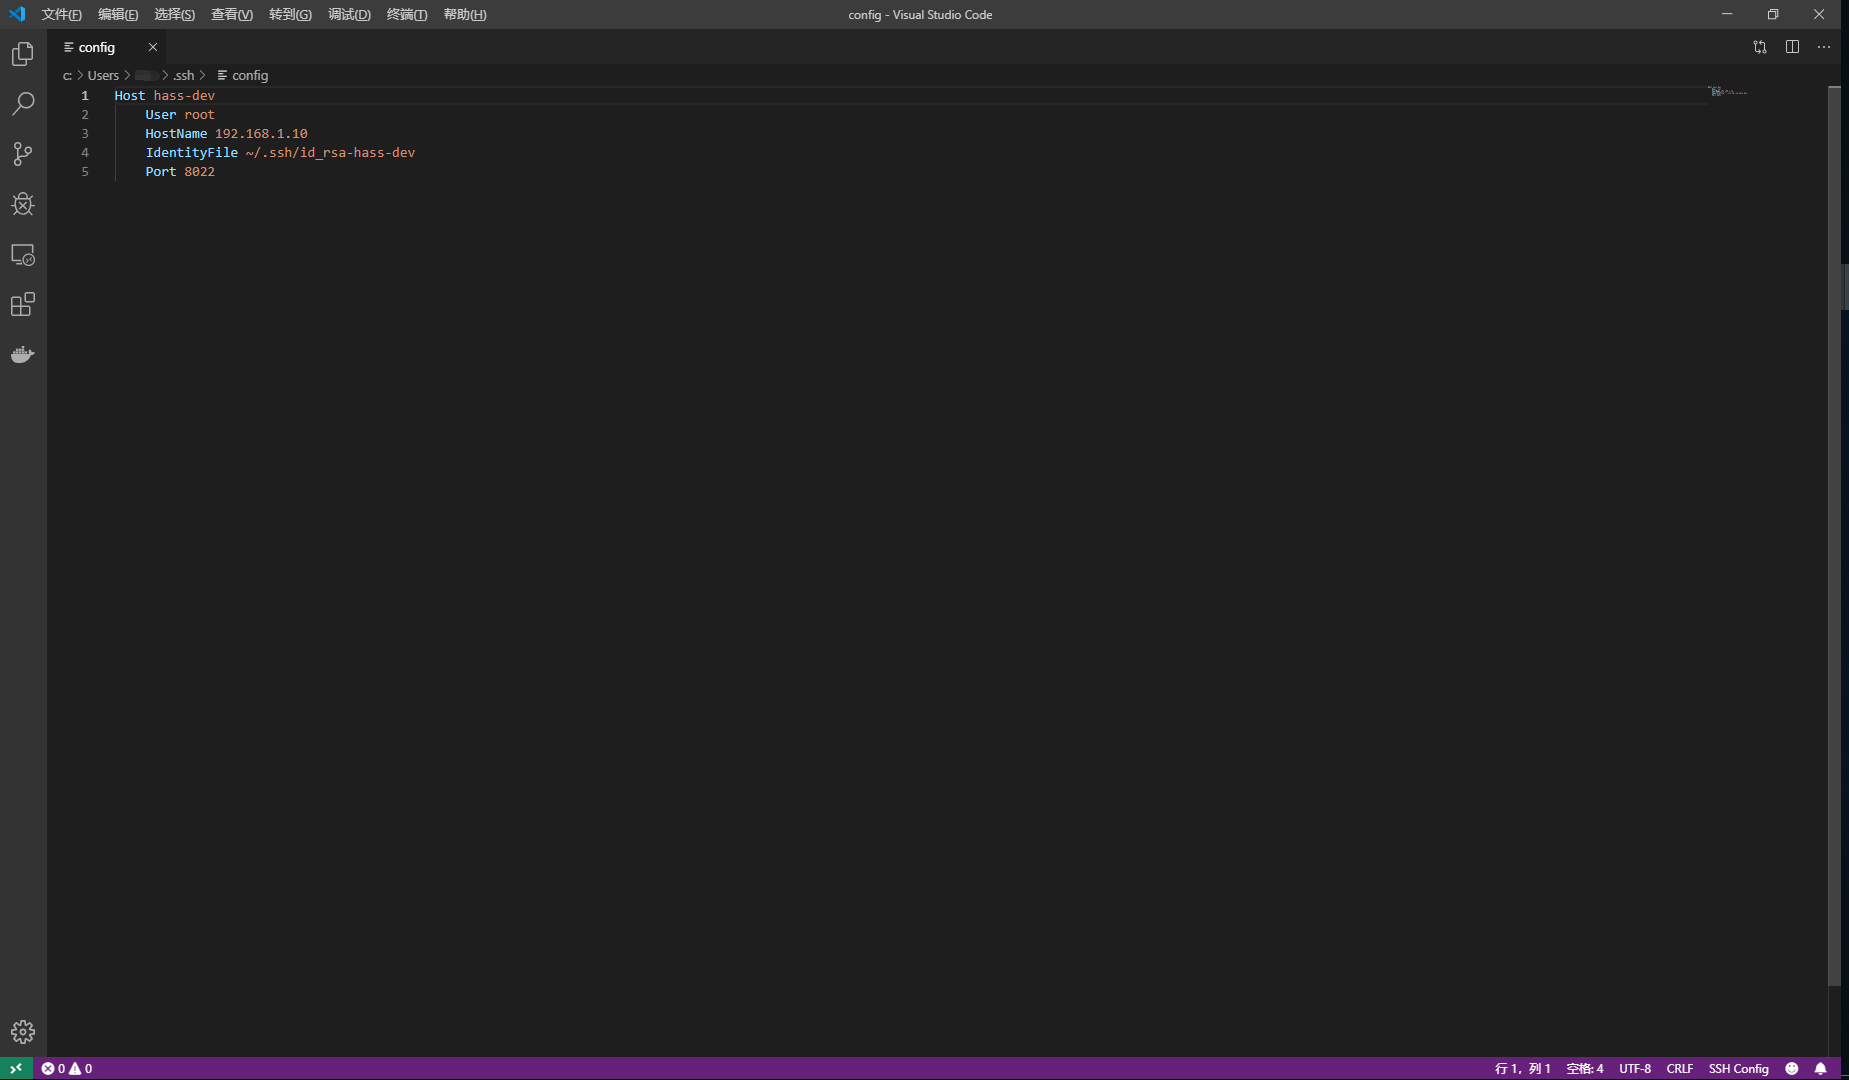 文件(F) 编辑(E) 选择(S) 查看(V) 转到(G) 调试(D) 终端(T) 帮助(H) config - Visual Studio Code
config
c: > Users > > .ssh > config
1 Host hass-dev
2 User root
3 HostName 192.168.1.10
4 IdentityFile ~/.ssh/id_rsa-hass-dev
5 Port 8022
0 0 行 1，列 1 空格: 4 UTF-8 CRLF SSH Config